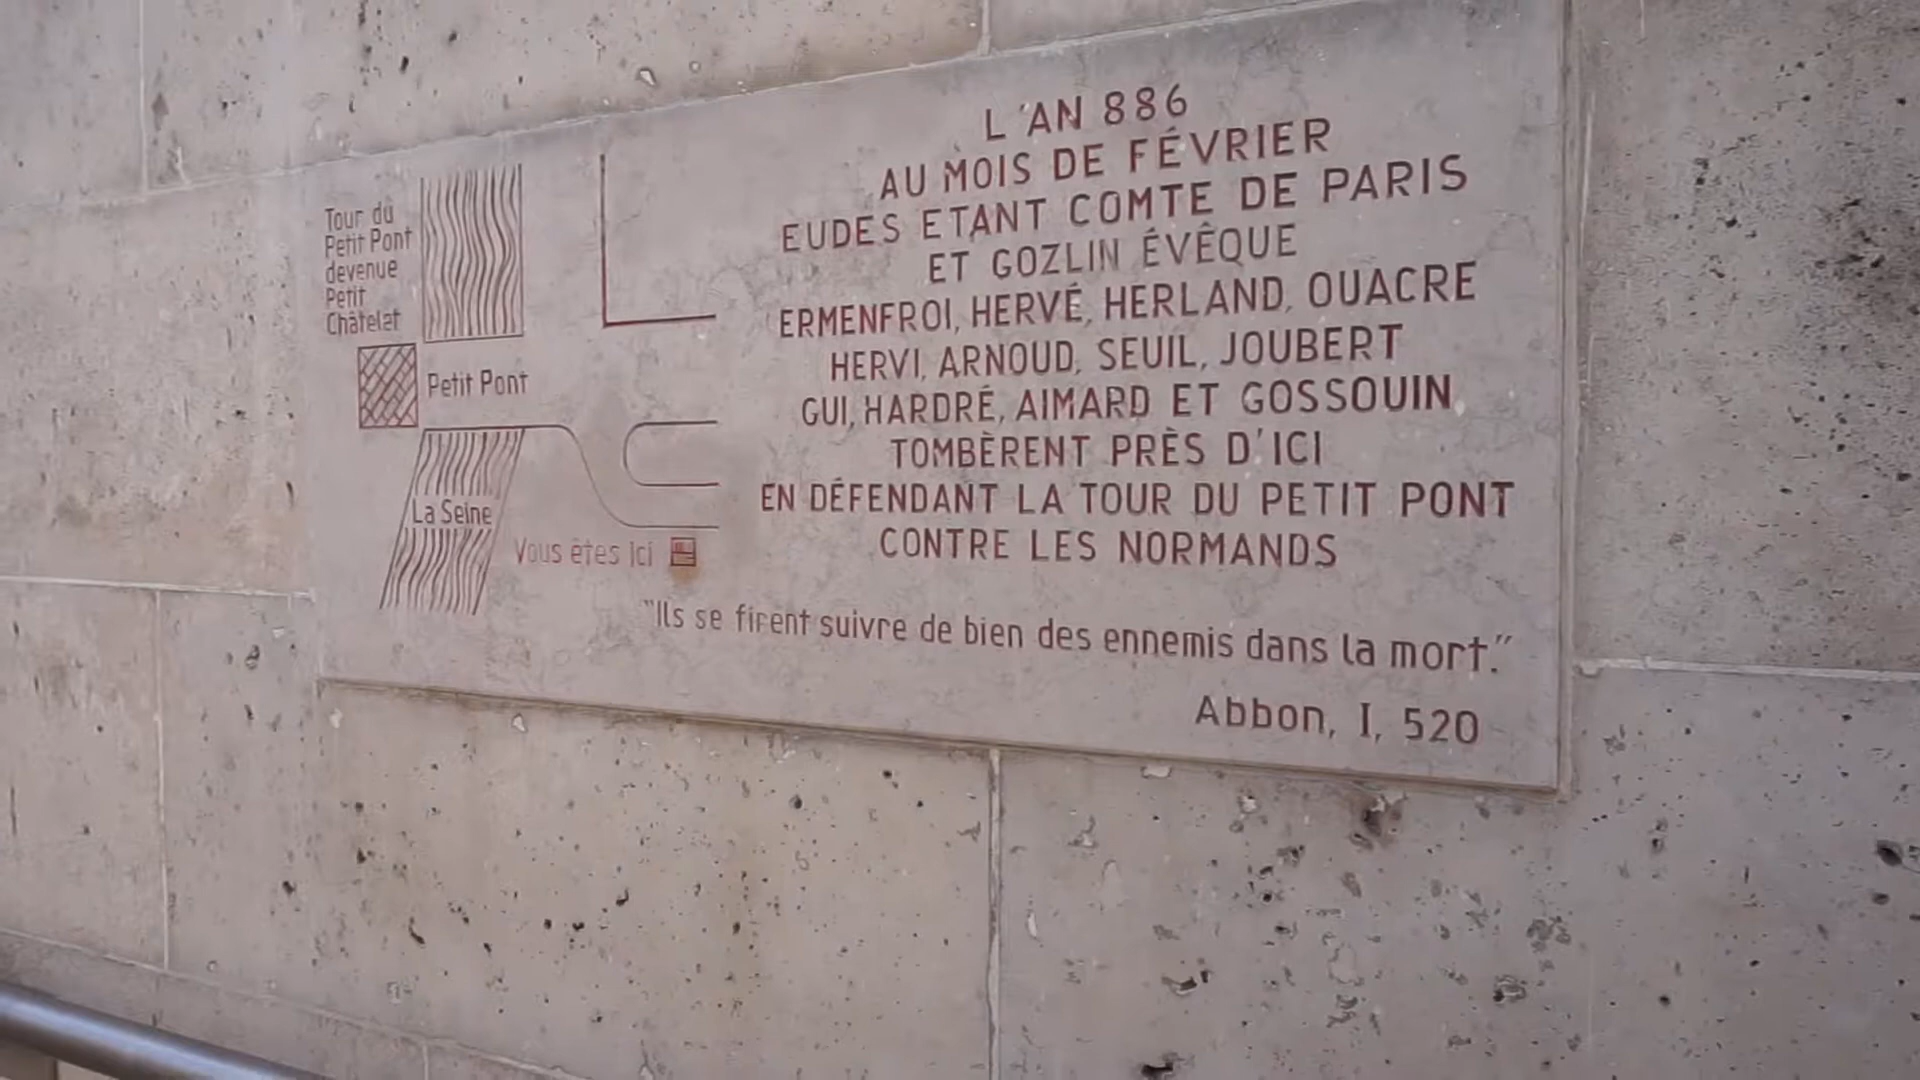 L'AN 886
AU MOIS DE FÉVRIER
EUDES ETANT COMTE DE PARIS
ET GOZLIN ÉVÊQUE
ERMENFROI, HERVÉ, HERLAND, OUACRE
HERVI, ARNOUD, SEUIL, JOUBERT
GUI, HARDRÉ, AIMARD ET GOSSOUIN,
TOMBÈRENT PRÈS D'ICI
EN DÉFENDANT LA TOUR DU PETIT PONT
CONTRE LES NORMANDS
"Ils se firent suivre de bien des ennemis dans la mort."
Abbon, I, 520
Tour du
Petit Pont
devenue
Petit
Châtelat
Petit Pont
La Seine
Vous êtes ici